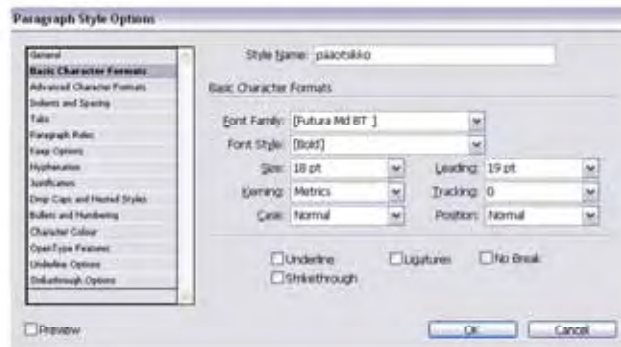 Paragraph Style Options
General
Basic Character Formats
Advanced Character Formats
Indents and Spacing
Tabs
Paragraph Rules
Keep Options
Hyphenation
Justification
Drop Caps and Nested Styles
Bullets and Numbering
Character Colour
OpenType Features
Underline Options
Strikethrough Options
Style Name: pääotsikko
Basic Character Formats
Font Family: [Futura Md BT ]
Font Style: [Bold]
Size: 18 pt Leading: 19 pt
Kerning: Metrics Tracking: 0
Case: Normal Position: Normal
Underline Ligatures No Break
Strikethrough
Preview OK Cancel